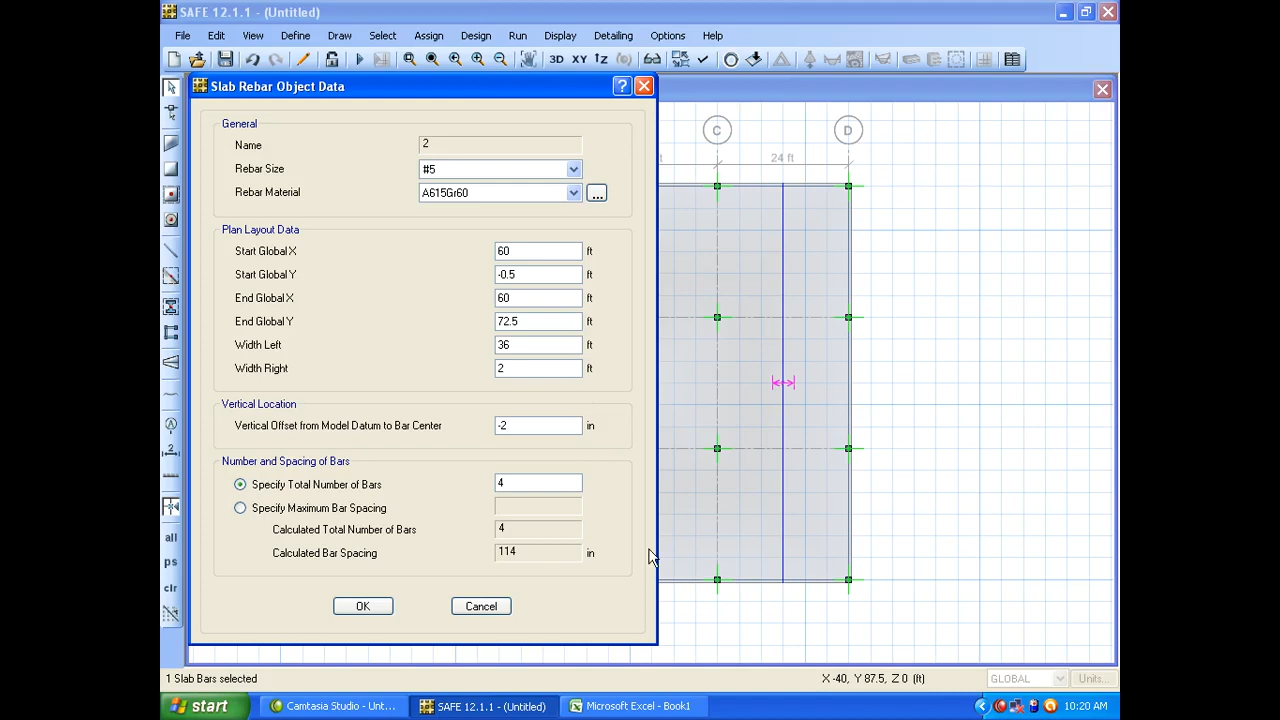 SAFE 12.1.1 - (Untitled)
File Edit View Define Draw Select Assign Design Run Display Detailing Options Help
3D XY
Slab Rebar Object Data
General
Name 2
Rebar Size #5
Rebar Material A615Gr60 ...
Plan Layout Data
Start Global X 60 ft
Start Global Y -0.5 ft
End Global X 60 ft
End Global Y 72.5 ft
Width Left 36 ft
Width Right 2 ft
Vertical Location
Vertical Offset from Model Datum to Bar Center -2 in
Number and Spacing of Bars
Specify Total Number of Bars 4
Specify Maximum Bar Spacing
Calculated Total Number of Bars 4
Calculated Bar Spacing 114 in
OK Cancel
C D
ft 24 ft
all
ps
clr
1 Slab Bars selected X -40, Y 87.5, Z 0 (ft) GLOBAL Units...
start Camtasia Studio - Unt... SAFE 12.1.1 - (Untitled) Microsoft Excel - Book1 10:20 AM